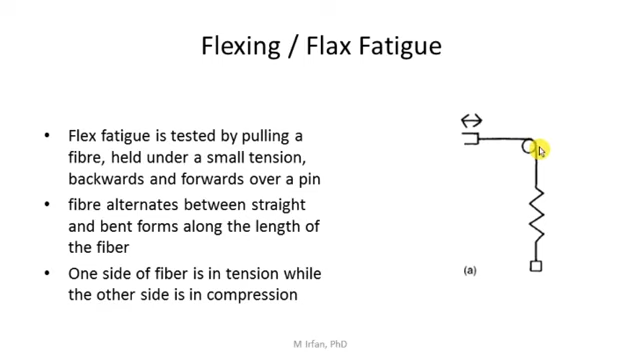 Flexing / Flax Fatigue
• Flex fatigue is tested by pulling a
fibre, held under a small tension,
backwards and forwards over a pin
• fibre alternates between straight
and bent forms along the length of
the fiber
• One side of fiber is in tension while
the other side is in compression
(a)
M Irfan, PhD